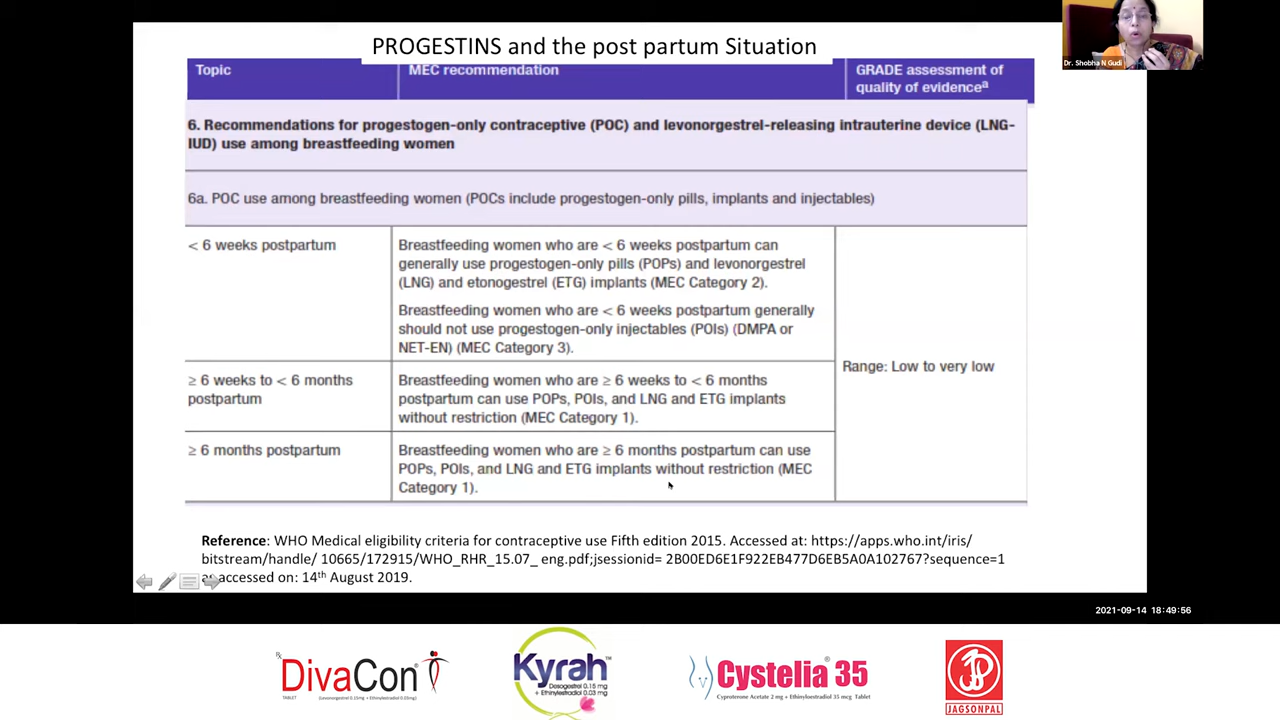 PROGESTINS and the post partum Situation
Dr. Shobha N Gudi
Topic
MEC recommendation
GRADE assessment of
quality of evidenceᵃ
6. Recommendations for progestogen-only contraceptive (POC) and levonorgestrel-releasing intrauterine device (LNG-
IUD) use among breastfeeding women
6a. POC use among breastfeeding women (POCs include progestogen-only pills, implants and injectables)
< 6 weeks postpartum
Breastfeeding women who are < 6 weeks postpartum can
generally use progestogen-only pills (POPs) and levonorgestrel
(LNG) and etonogestrel (ETG) implants (MEC Category 2).
Breastfeeding women who are < 6 weeks postpartum generally
should not use progestogen-only injectables (POIs) (DMPA or
NET-EN) (MEC Category 3).
≥ 6 weeks to < 6 months
postpartum
Breastfeeding women who are ≥ 6 weeks to < 6 months
postpartum can use POPs, POIs, and LNG and ETG implants
without restriction (MEC Category 1).
≥ 6 months postpartum
Breastfeeding women who are ≥ 6 months postpartum can use
POPs, POIs, and LNG and ETG implants without restriction (MEC
Category 1).
Range: Low to very low
Reference: WHO Medical eligibility criteria for contraceptive use Fifth edition 2015. Accessed at: https://apps.who.int/iris/
bitstream/handle/ 10665/172915/WHO_RHR_15.07_ eng.pdf;jsessionid= 2B00ED6E1F922EB477D6EB5A0A102767?sequence=1
accessed on: 14th August 2019.
2021-09-14 18:49:56
Rx
DivaCon
TABLET
Kyrah
Desogestrel 0.15 mg
+ Ethinylestradiol 0.03 mg
Cystelia® 35
Cyproterone Acetate 2 mg + Ethinyloestradiol 35 mcg Tablet
JAGSONPAL